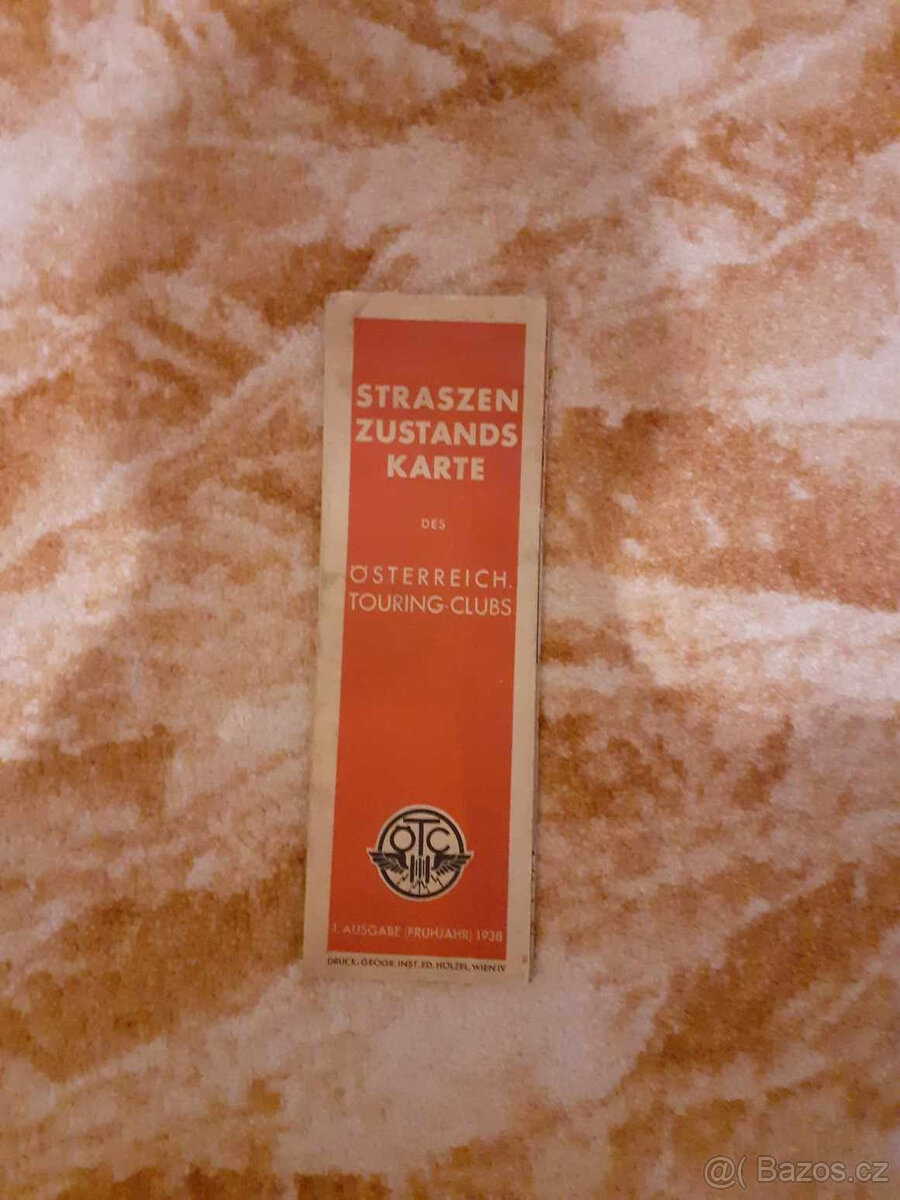 STRASZEN
ZUSTANDS
KARTE
DES
ÖSTERREICH.
TOURING-CLUBS
ÖTC
1. AUSGABE (FRÜHJAHR) 1938
DRUCK: GEOGR. INST. ED. HÖLZEL, WIEN IV
@( Bazos.cz